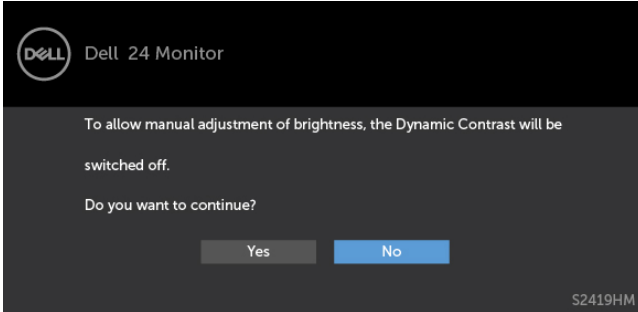 DELL
Dell 24 Monitor
To allow manual adjustment of brightness, the Dynamic Contrast will be
switched off.
Do you want to continue?
Yes
No
S2419HM